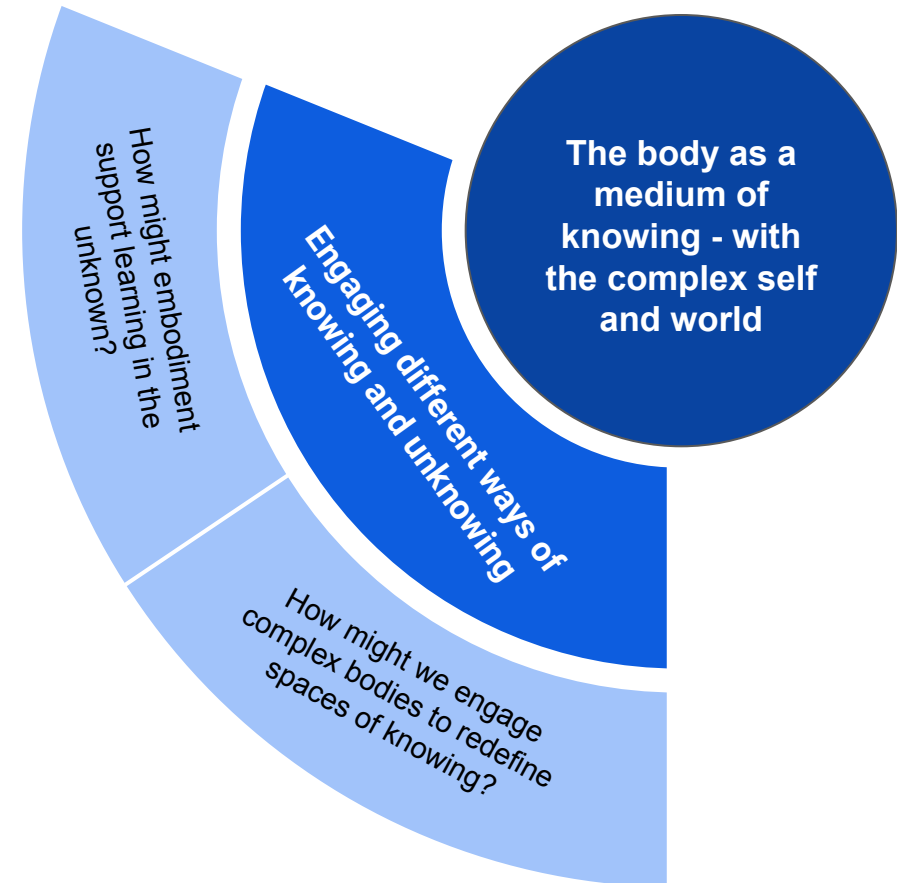 The body as a
medium of
knowing - with
the complex self
and world
Engaging different ways of
knowing and unknowing
How might embodiment
support learning in the
unknown?
How might we engage
complex bodies to redefine
spaces of knowing?